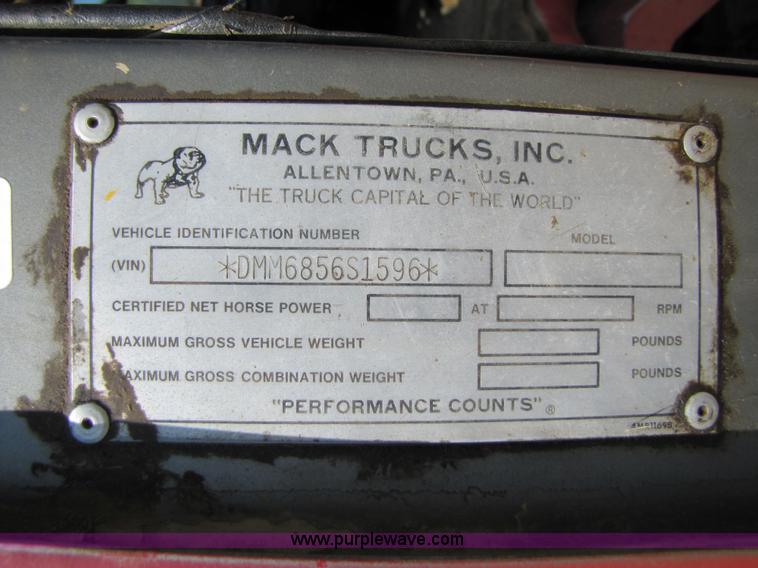 MACK TRUCKS, INC.
ALLENTOWN, PA., U.S.A.
"THE TRUCK CAPITAL OF THE WORLD"
VEHICLE IDENTIFICATION NUMBER MODEL
(VIN) *DMM6856S1596*
CERTIFIED NET HORSE POWER AT RPM
MAXIMUM GROSS VEHICLE WEIGHT POUNDS
MAXIMUM GROSS COMBINATION WEIGHT POUNDS
"PERFORMANCE COUNTS" ®
www.purplewave.com